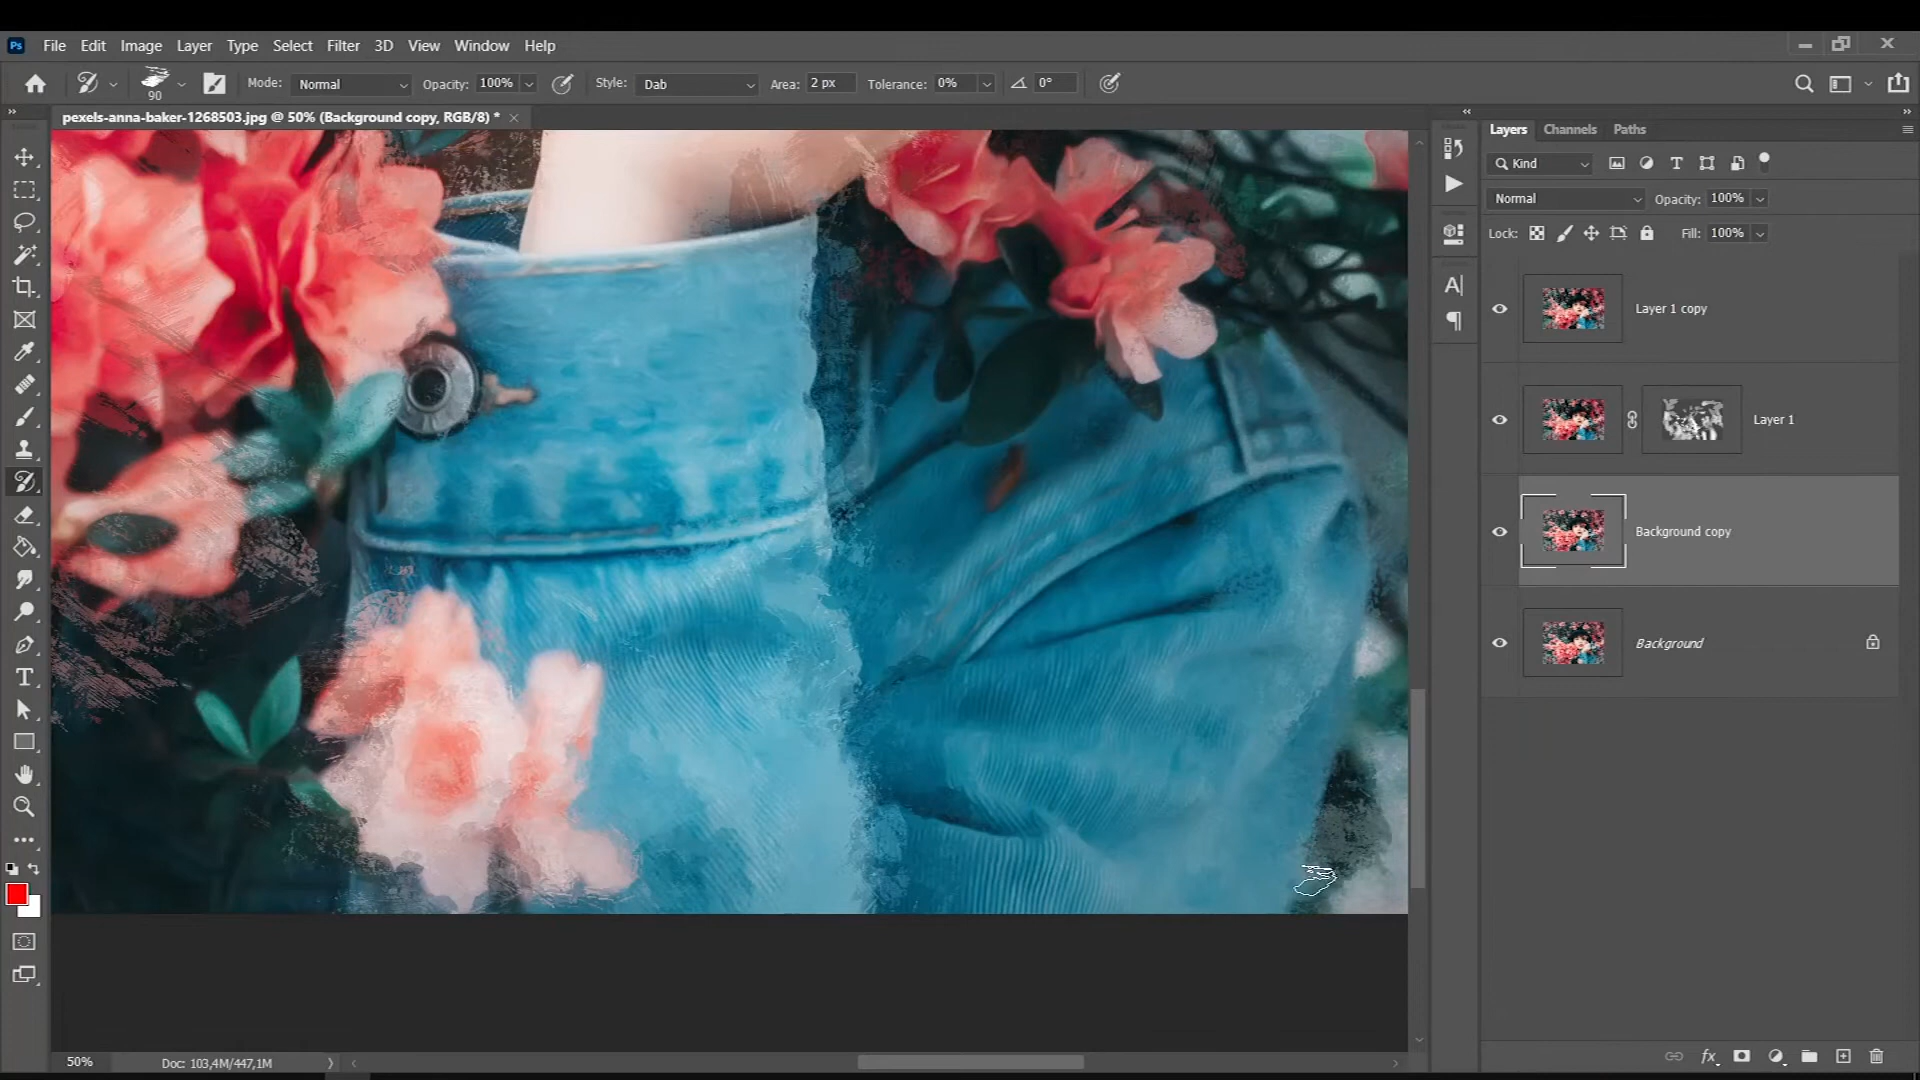 Ps File Edit Image Layer Type Select Filter 3D View Window Help
90 Mode: Normal Opacity: 100% Style: Dab Area: 2 px Tolerance: 0% 0°
pexels-anna-baker-1268503.jpg @ 50% (Background copy, RGB/8) *
Layers Channels Paths
Kind
Normal Opacity: 100%
Lock: Fill: 100%
Layer 1 copy
Layer 1
Background copy
Background
50% Doc: 103,4M/447,1M